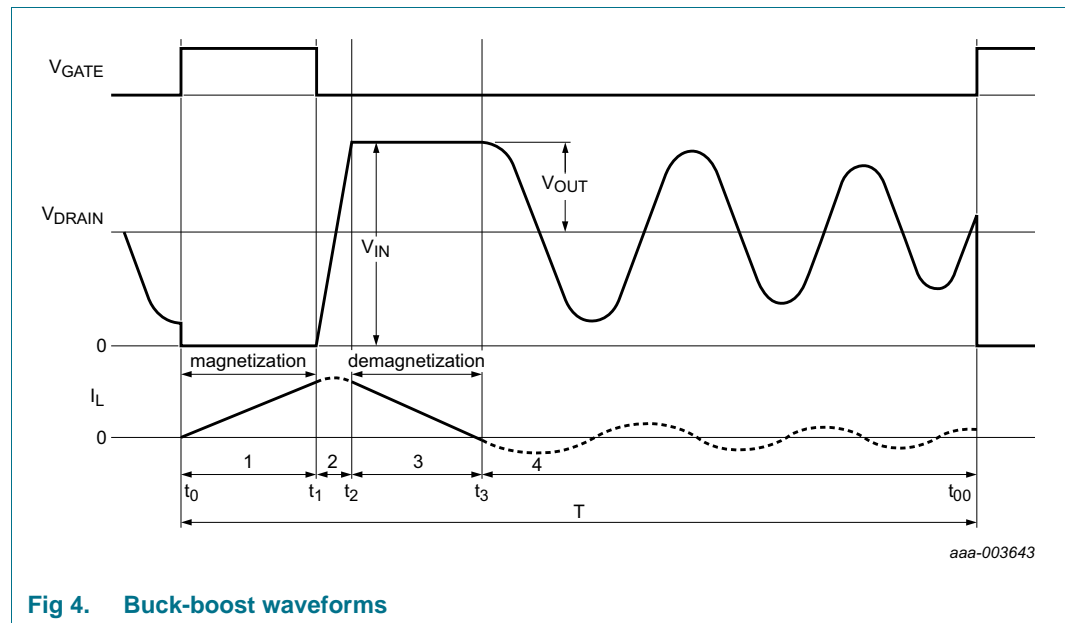 VGATE
VOUT
VDRAIN
VIN
0
magnetization demagnetization
IL
0
1 2 3 4
t0 t1 t2 t3 t00
T
aaa-003643
Fig 4. Buck-boost waveforms